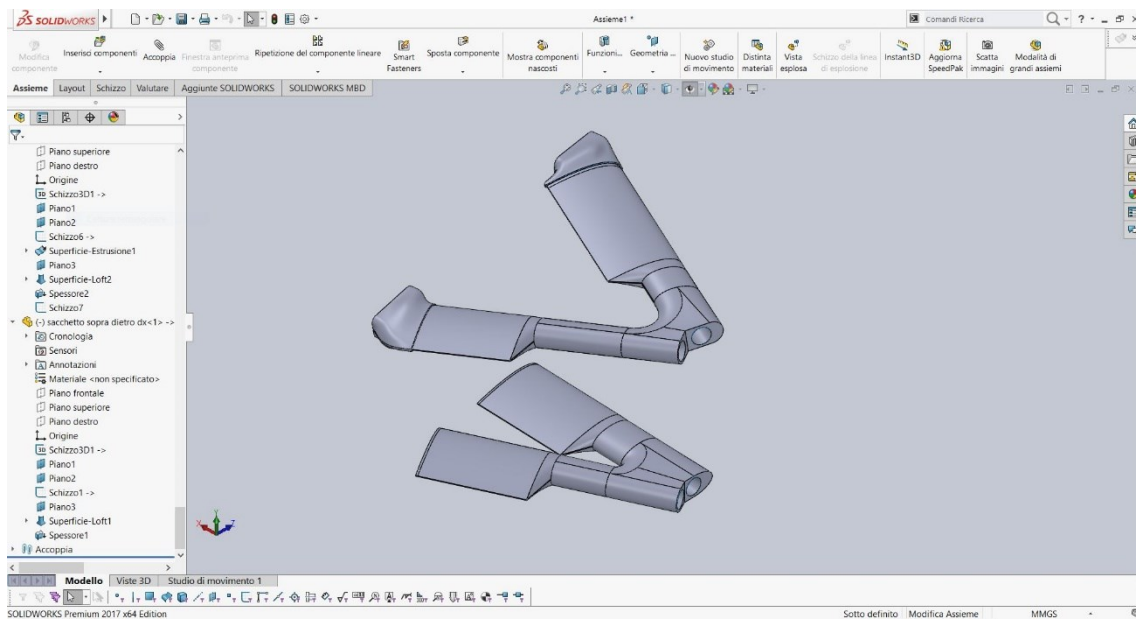 SOLIDWORKS
Assieme1 *
Comandi Ricerca
Modifica componente
Inserisci componenti
Accoppia
Finestra anteprima componente
Ripetizione del componente lineare
Smart Fasteners
Sposta componente
Mostra componenti nascosti
Funzioni...
Geometria ...
Nuovo studio di movimento
Distinta materiali
Vista esplosa
Schizzo della linea di esplosione
Instant3D
Aggiorna SpeedPak
Scatta immagini
Modalità di grandi assiemi
Assieme Layout Schizzo Valutare Aggiunte SOLIDWORKS SOLIDWORKS MBD
Piano superiore
Piano destro
Origine
Schizzo3D1 ->
Piano1
Piano2
Schizzo6 ->
Superficie-Estrusione1
Piano3
Superficie-Loft2
Spessore2
Schizzo7
(-) sacchetto sopra dietro dx<1> ->
Cronologia
Sensori
Annotazioni
Materiale <non specificato>
Piano frontale
Piano superiore
Piano destro
Origine
Schizzo3D1 ->
Piano1
Piano2
Schizzo1 ->
Piano3
Superficie-Loft1
Spessore1
Accoppia
Y
X
Z
Modello Viste 3D Studio di movimento 1
SOLIDWORKS Premium 2017 x64 Edition
Sotto definito Modifica Assieme MMGS